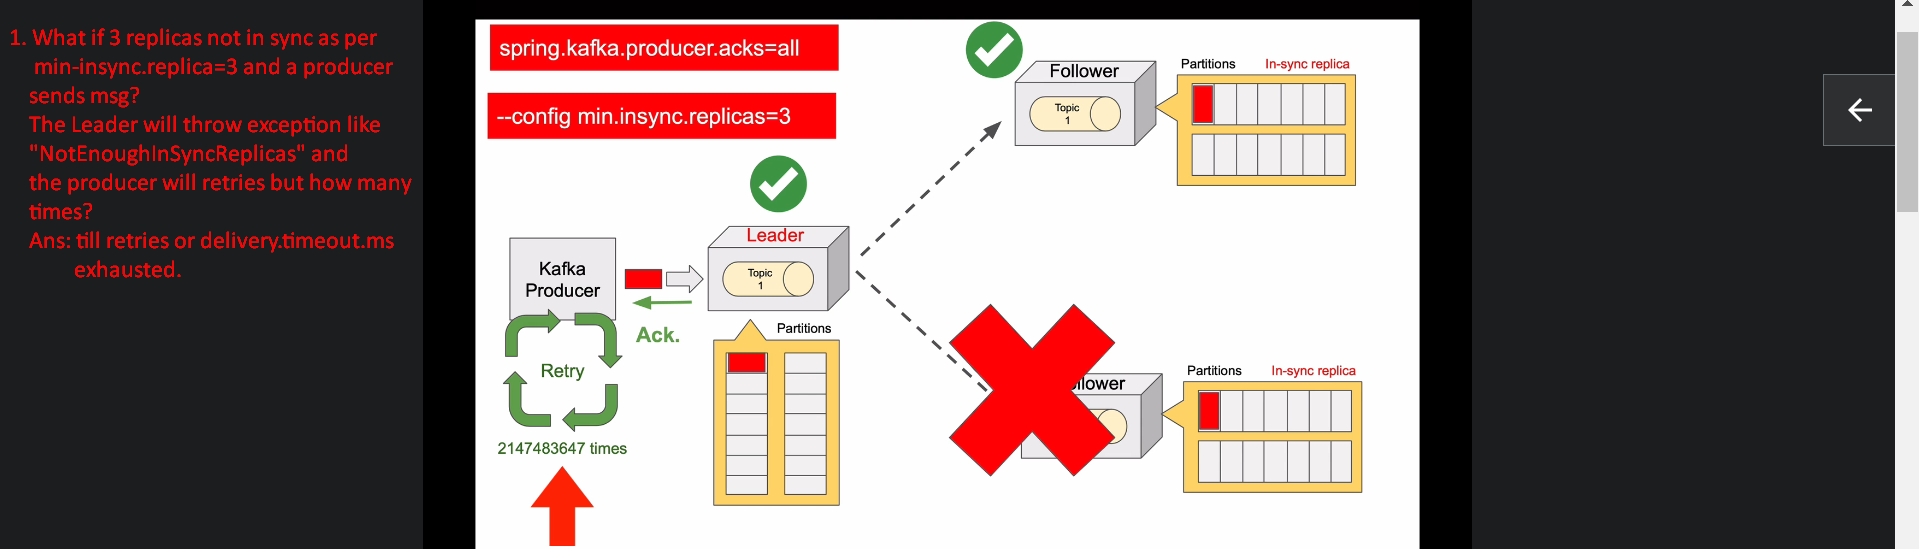 1. What if 3 replicas not in sync as per
min-insync.replica=3 and a producer
sends msg?
The Leader will throw exception like
"NotEnoughInSyncReplicas" and
the producer will retries but how many
times?
Ans: till retries or delivery.timeout.ms
exhausted.
spring.kafka.producer.acks=all
--config min.insync.replicas=3
Follower
Topic
1
Partitions
In-sync replica
Leader
Topic
1
Kafka
Producer
Ack.
Partitions
Retry
2147483647 times
ollower
Partitions
In-sync replica